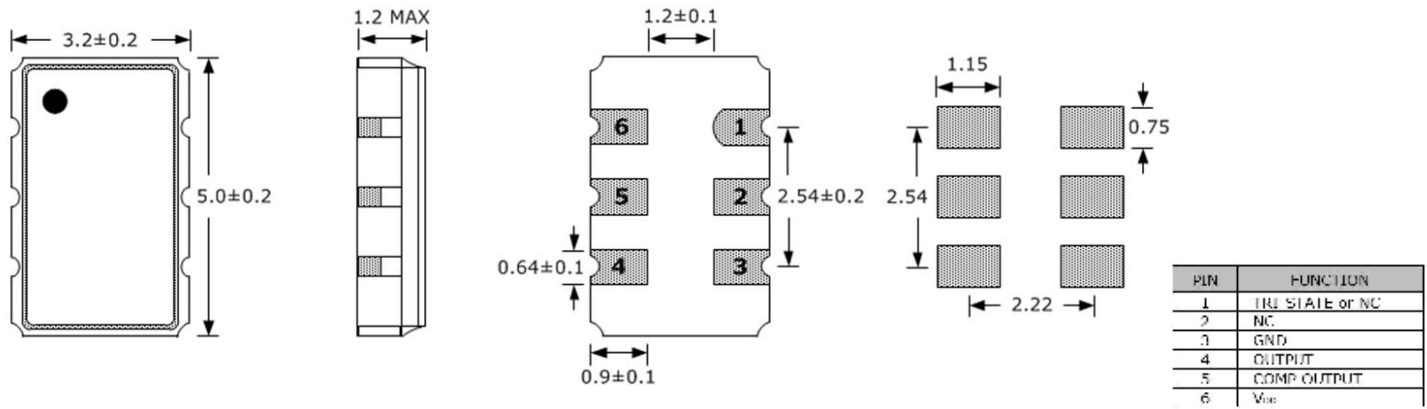 3.2±0.2
5.0±0.2
1.2 MAX
1.2±0.1
6 1
5 2
4 3
2.54±0.2
0.64±0.1
0.9±0.1
1.15
0.75
2.54
2.22
PIN FUNCTION
1 TRI STATE or NC
2 NC
3 GND
4 OUTPUT
5 COMP OUTPUT
6